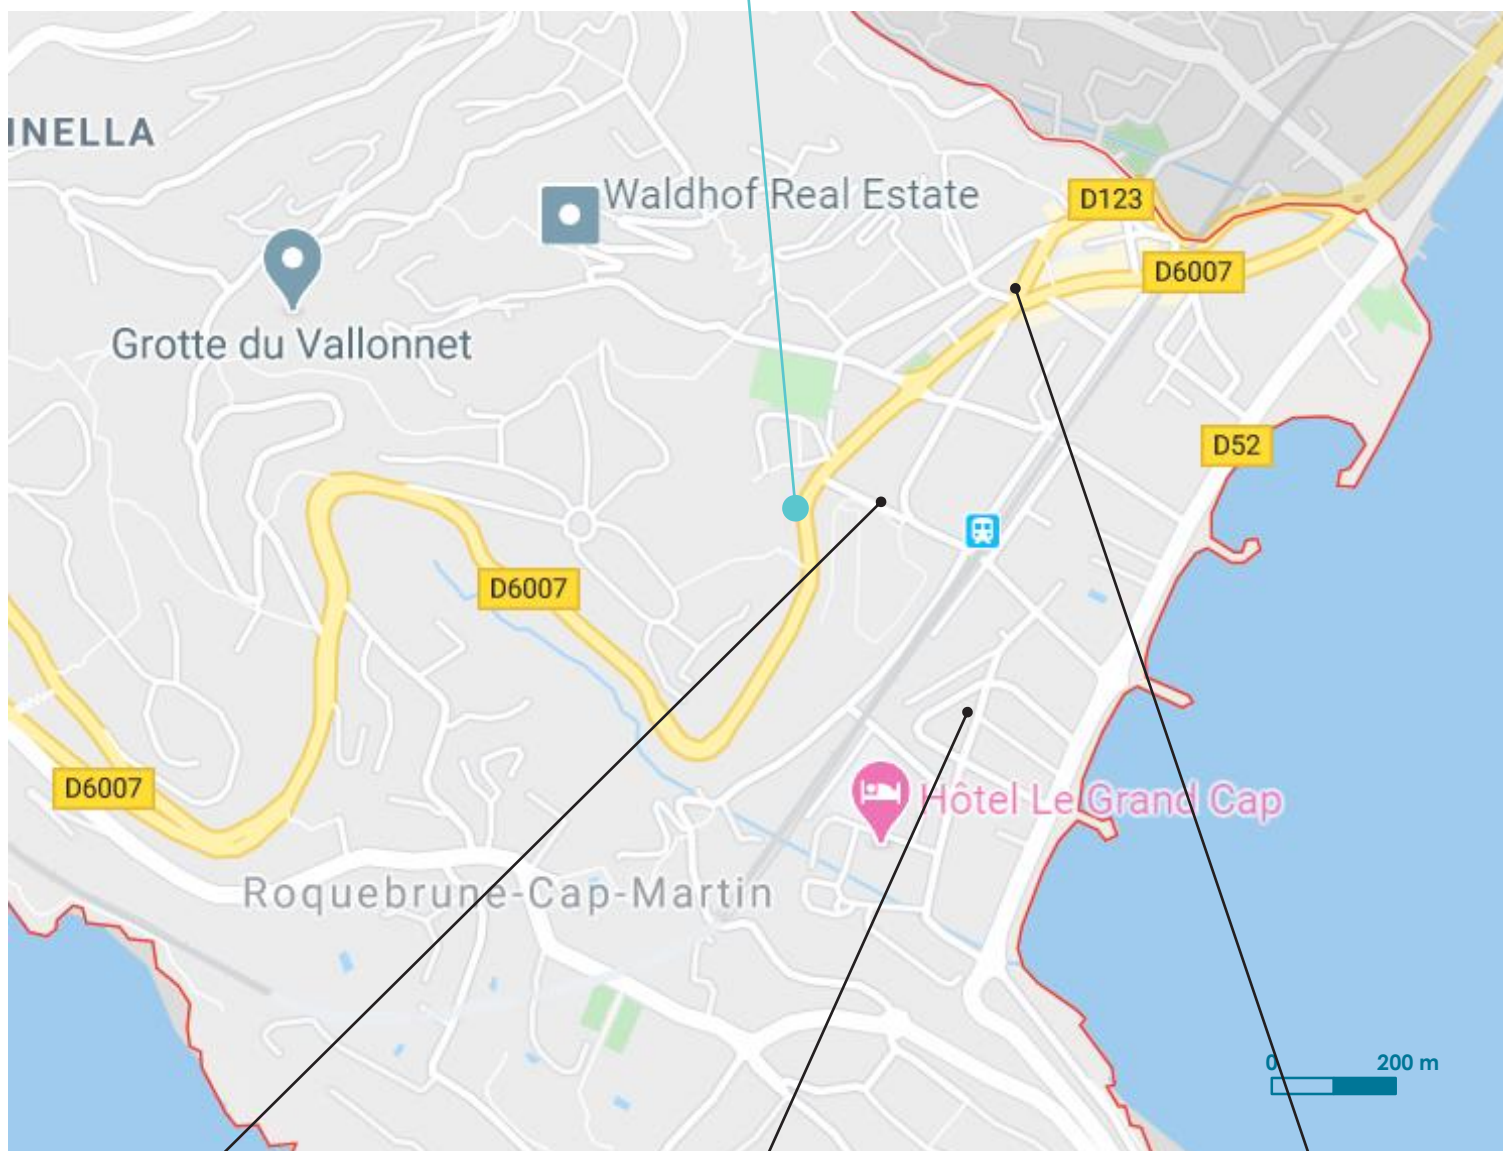 INELLA
Waldhof Real Estate
D123
D6007
Grotte du Vallonnet
D52
D6007
D6007
Hôtel Le Grand Cap
Roquebrune-Cap-Martin
0 200 m